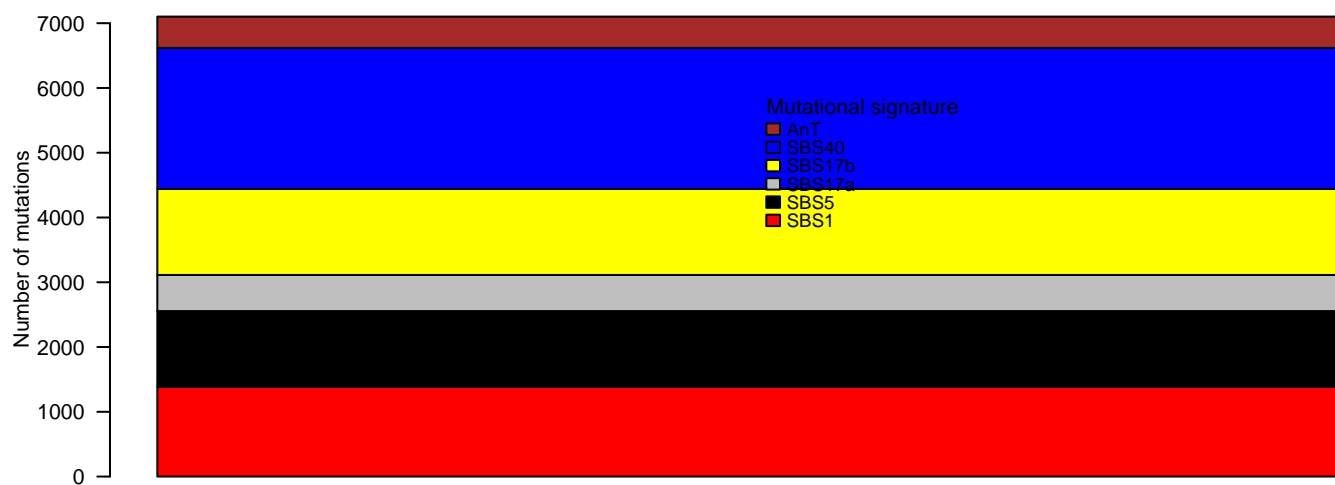 7000
6000
5000
4000
3000
2000
1000
0
Number of mutations
Mutational signature
AnT
SBS40
SBS17b
SBS17a
SBS5
SBS1